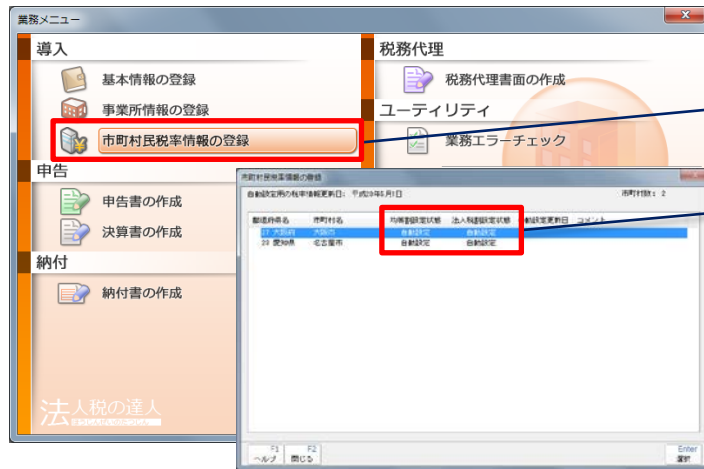 業務メニュー
導入
基本情報の登録
事業所情報の登録
市町村民税率情報の登録
申告
申告書の作成
決算書の作成
納付
納付書の作成
法人税の達人
税務代理
税務代理書面の作成
ユーティリティ
業務エラーチェック
市町村民税率情報の登録
自動設定用の税率情報更新日:
市町村数: 2
都道府県名 市町村名 均等割設定状態 法人税割設定状態 自動設定更新日 コメント
27 大阪府 大阪市 自動設定 自動設定
23 愛知県 名古屋市 自動設定 自動設定
F1 F2 Enter
ヘルプ 閉じる 選択